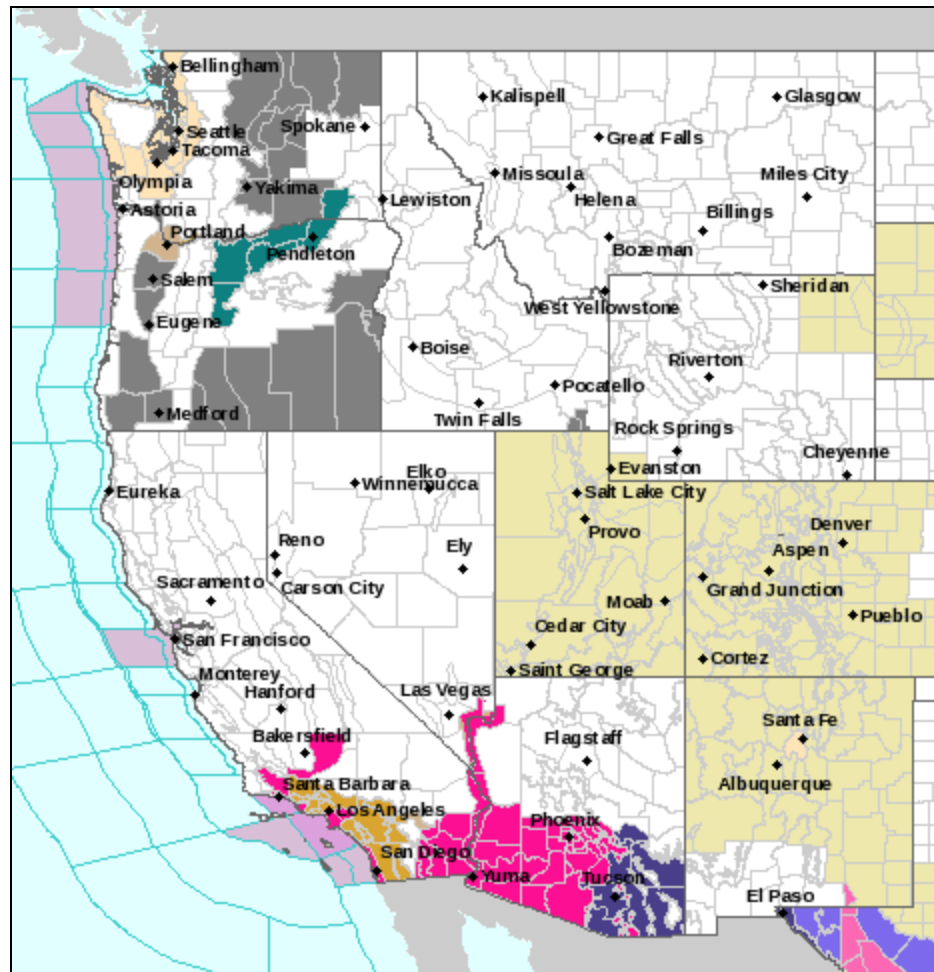 Bellingham
Kalispell
Glasgow
Seattle
Spokane
Great Falls
Tacoma
Missoula
Miles City
Olympia
Yakima
Lewiston
Helena
Astoria
Billings
Portland
Pendleton
Bozeman
Salem
Sheridan
West Yellowstone
Eugene
Boise
Riverton
Pocatello
Medford
Twin Falls
Rock Springs
Cheyenne
Elko
Evanston
Winnemucca
Eureka
Salt Lake City
Denver
Provo
Reno
Ely
Aspen
Sacramento
Carson City
Grand Junction
Moab
Pueblo
Cedar City
San Francisco
Cortez
Saint George
Monterey
Hanford
Las Vegas
Santa Fe
Bakersfield
Flagstaff
Santa Barbara
Albuquerque
Los Angeles
Phoenix
San Diego
Yuma
Tucson
El Paso